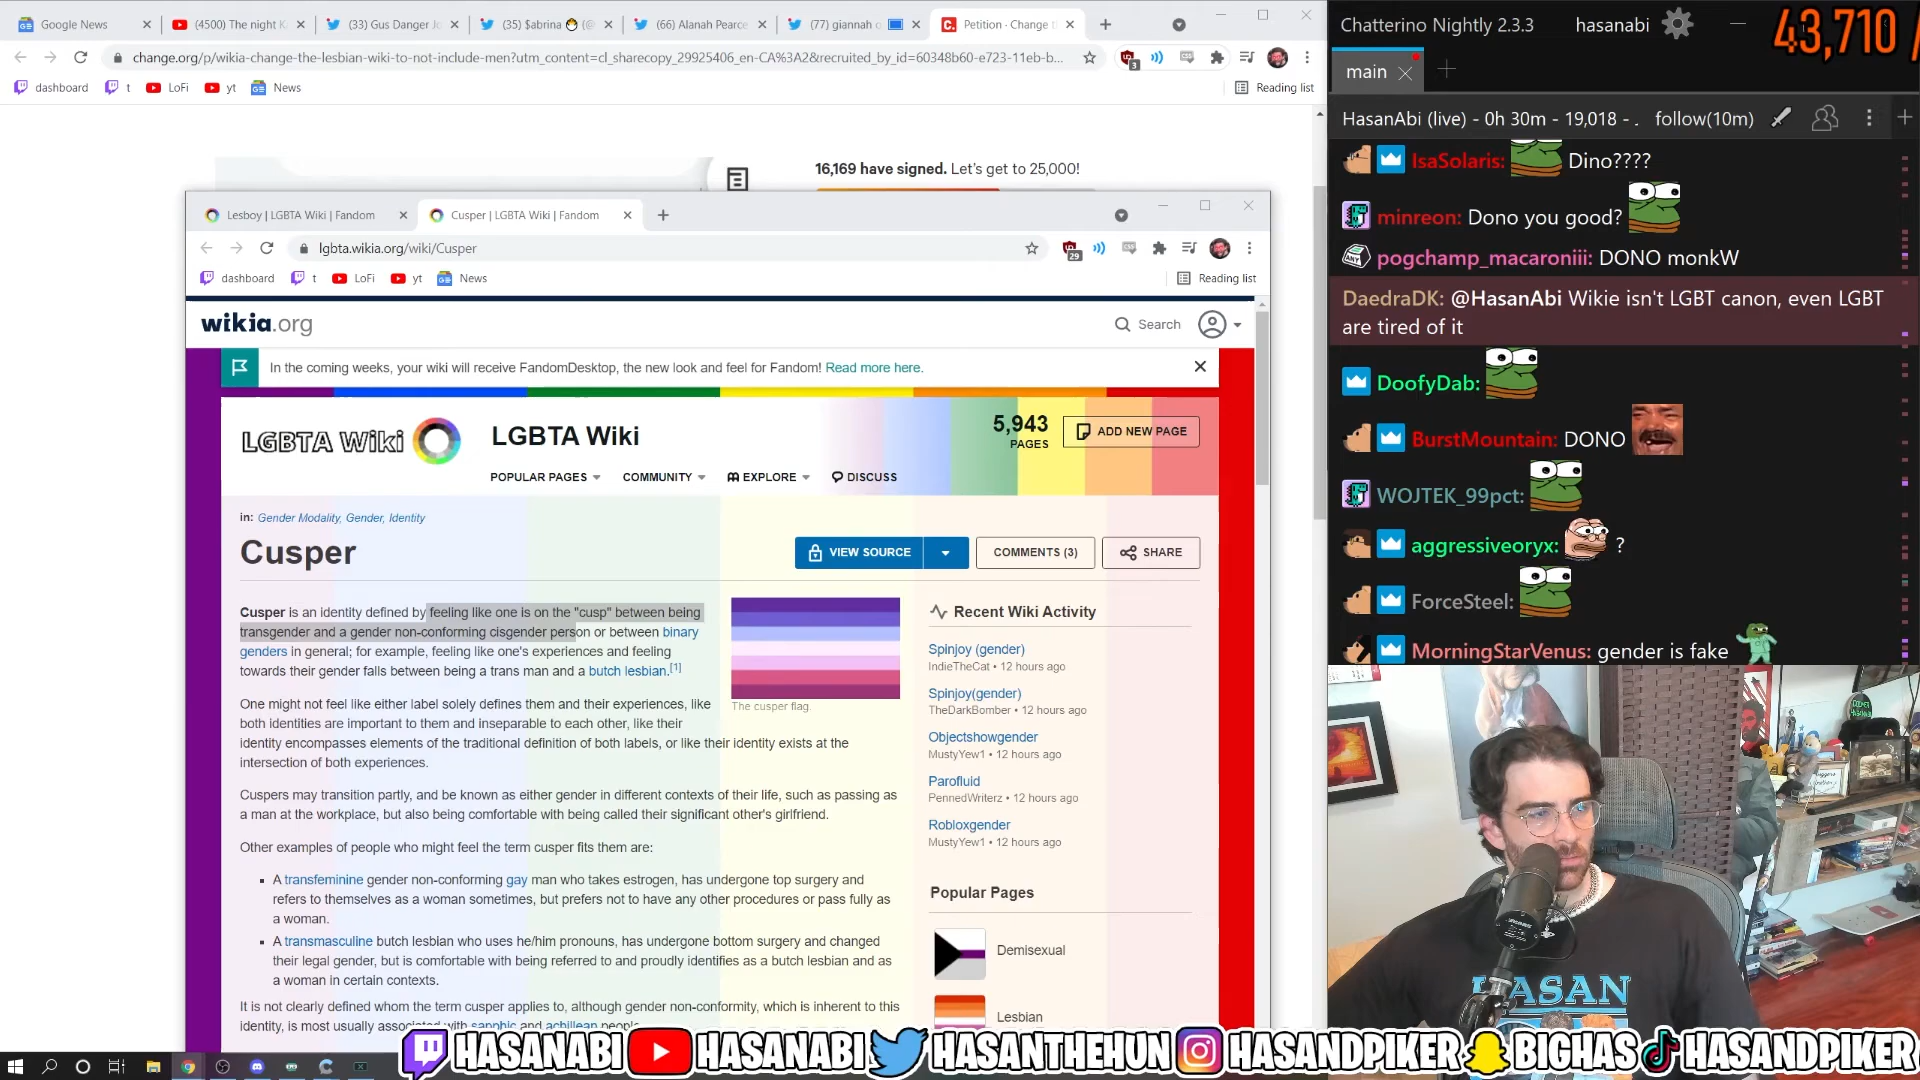 Google News
(4500) The night K
(33) Gus Danger Jo
(35) $abrina
(66) Alanah Pearce
(77) giannah
Petition · Change t
change.org/p/wikia-change-the-lesbian-wiki-to-not-include-men?utm_content=cl_sharecopy_29925406_en-CA%3A2&recruited_by_id=60348b60-e723-11eb-b...
3
dashboard
t
LoFi
yt
News
Reading list
16,169 have signed. Let's get to 25,000!
Lesboy | LGBTA Wiki | Fandom
Cusper | LGBTA Wiki | Fandom
lgbta.wikia.org/wiki/Cusper
29
dashboard
t
LoFi
yt
News
Reading list
wikia.org
Search
In the coming weeks, your wiki will receive FandomDesktop, the new look and feel for Fandom! Read more here.
LGBTA Wiki
LGBTA Wiki
5,943
PAGES
ADD NEW PAGE
POPULAR PAGES
COMMUNITY
EXPLORE
DISCUSS
in: Gender Modality, Gender, Identity
Cusper
VIEW SOURCE
COMMENTS (3)
SHARE
Cusper is an identity defined by feeling like one is on the "cusp" between being
transgender and a gender non-conforming cisgender person or between binary
genders in general; for example, feeling like one's experiences and feeling
towards their gender falls between being a trans man and a butch lesbian.[1]
The cusper flag.
One might not feel like either label solely defines them and their experiences, like
both identities are important to them and inseparable to each other, like their
identity encompasses elements of the traditional definition of both labels, or like their identity exists at the
intersection of both experiences.
Cuspers may transition partly, and be known as either gender in different contexts of their life, such as passing as
a man at the workplace, but also being comfortable with being called their significant other's girlfriend.
Other examples of people who might feel the term cusper fits them are:
A transfeminine gender non-conforming gay man who takes estrogen, has undergone top surgery and
refers to themselves as a woman sometimes, but prefers not to have any other procedures or pass fully as
a woman.
A transmasculine butch lesbian who uses he/him pronouns, has undergone bottom surgery and changed
their legal gender, but is comfortable with being referred to and proudly identifies as a butch lesbian and as
a woman in certain contexts.
It is not clearly defined whom the term cusper applies to, although gender non-conformity, which is inherent to this
identity, is most usually associated with sapphic and achillean people
Recent Wiki Activity
Spinjoy (gender)
IndieTheCat • 12 hours ago
Spinjoy(gender)
TheDarkBomber • 12 hours ago
Objectshowgender
MustyYew1 • 12 hours ago
Parofluid
PennedWriterz • 12 hours ago
Robloxgender
MustyYew1 • 12 hours ago
Popular Pages
Demisexual
Lesbian
Chatterino Nightly 2.3.3
hasanabi
43,710 /
main
HasanAbi (live) - 0h 30m - 19,018 - .
follow(10m)
IsaSolaris: Dino????
minreon: Dono you good?
pogchamp_macaroniii: DONO monkW
DaedraDK: @HasanAbi Wikie isn't LGBT canon, even LGBT
are tired of it
DoofyDab:
BurstMountain: DONO
WOJTEK_99pct:
aggressiveoryx: ?
ForceSteel:
MorningStarVenus: gender is fake
HASAN
HASANABI
HASANABI
HASANTHEHUN
HASANDPIKER
BIGHAS
HASANDPIKER